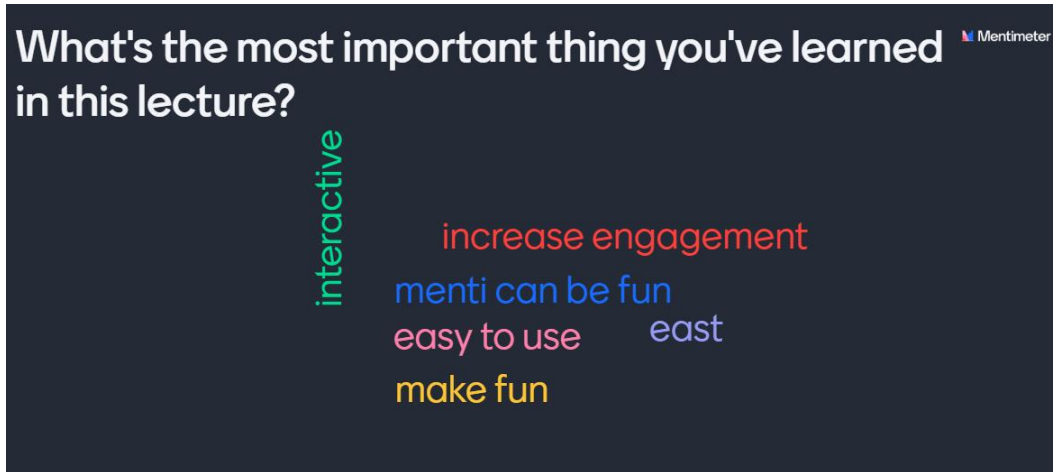 What's the most important thing you've learned
in this lecture?
Mentimeter
interactive
increase engagement
menti can be fun
easy to use
east
make fun